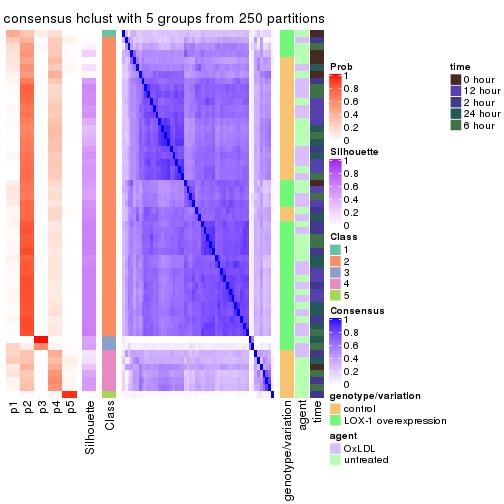 consensus hclust with 5 groups from 250 partitions
p1
p2
p3
p4
p5
Silhouette
Class
genotype/variation
agent
time
Prob
1
0.8
0.6
0.4
0.2
0
Silhouette
1
0.8
0.6
0.4
0.2
0
Class
1
2
3
4
5
Consensus
1
0.8
0.6
0.4
0.2
0
genotype/variation
control
LOX-1 overexpression
agent
OxLDL
untreated
time
0 hour
12 hour
2 hour
24 hour
6 hour